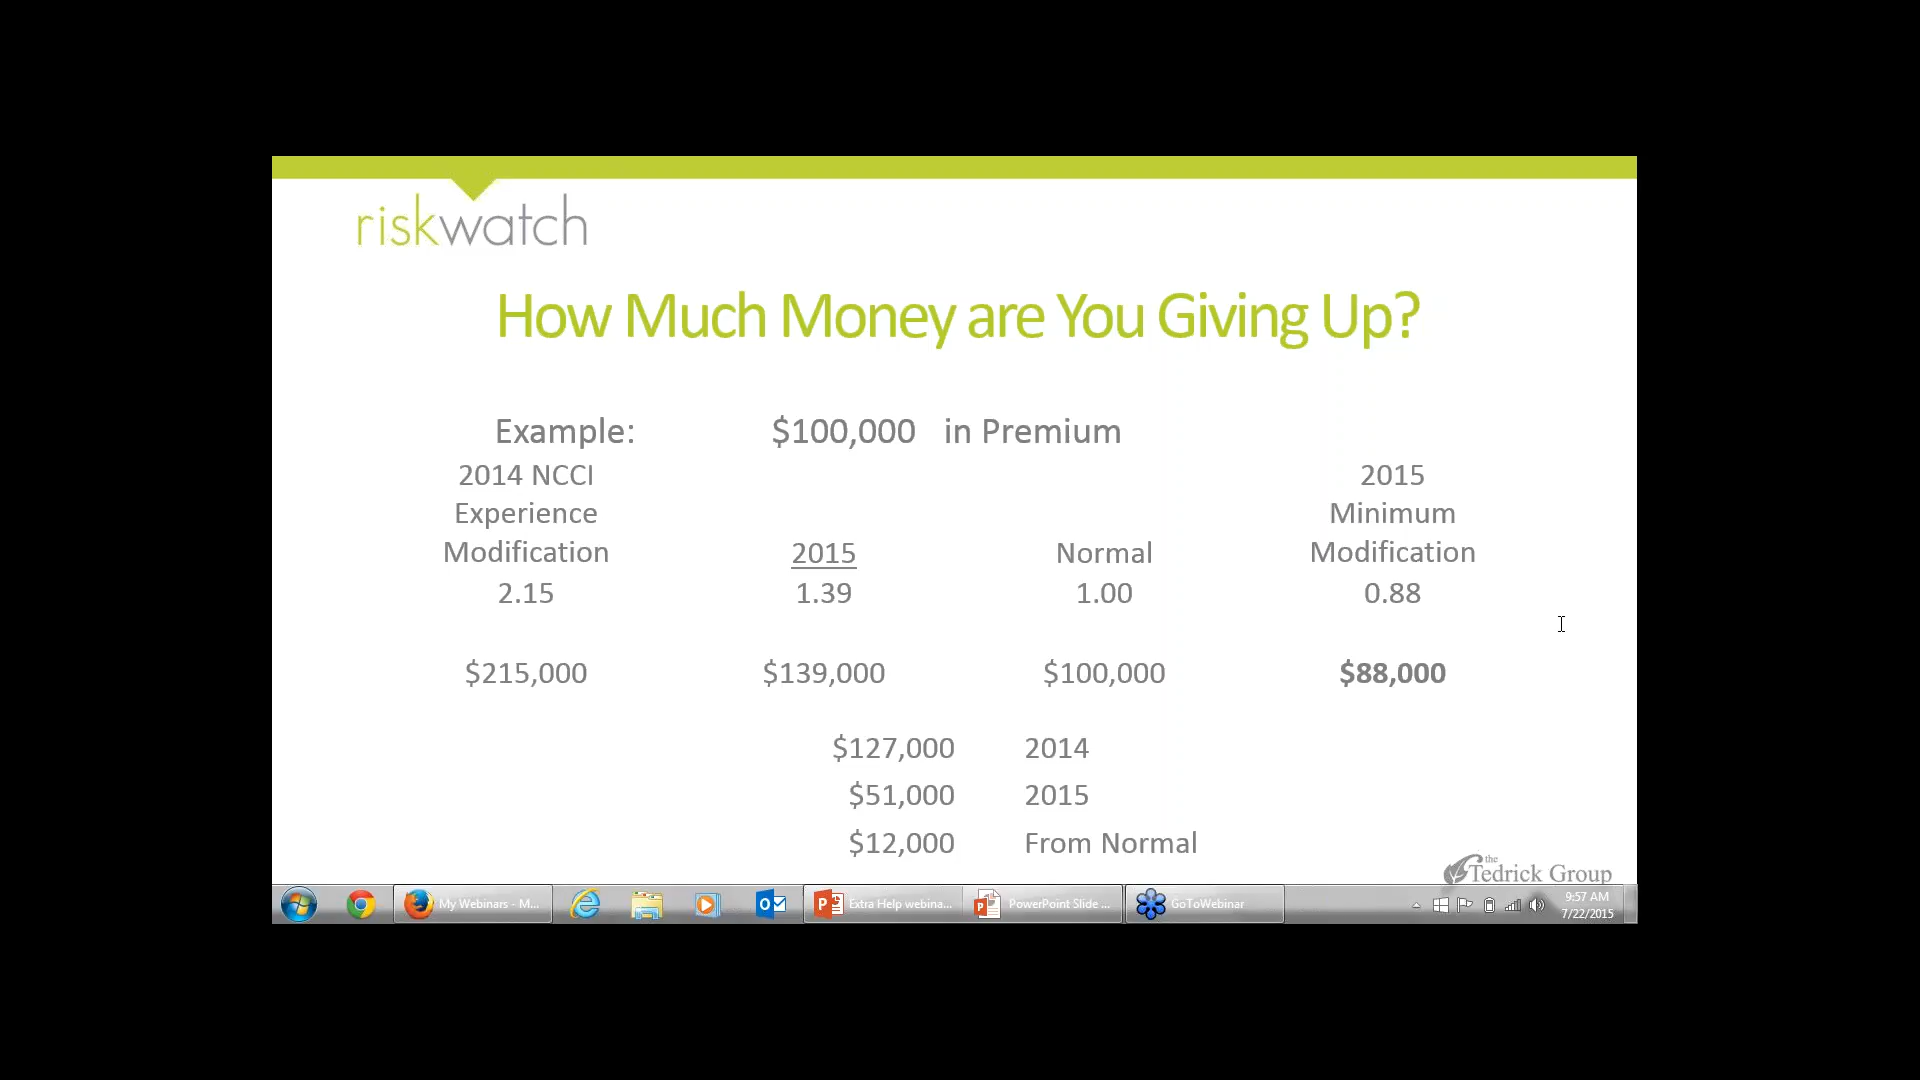 riskwatch
How Much Money are You Giving Up?
Example: $100,000 in Premium
2014 NCCI
Experience
Modification
2.15
2015
1.39
Normal
1.00
2015
Minimum
Modification
0.88
$215,000 $139,000 $100,000 $88,000
$127,000 2014
$51,000 2015
$12,000 From Normal
the
Tedrick Group
My Webinars - M...
Extra Help webina...
PowerPoint Slide ...
GoToWebinar
9:57 AM
7/22/2015